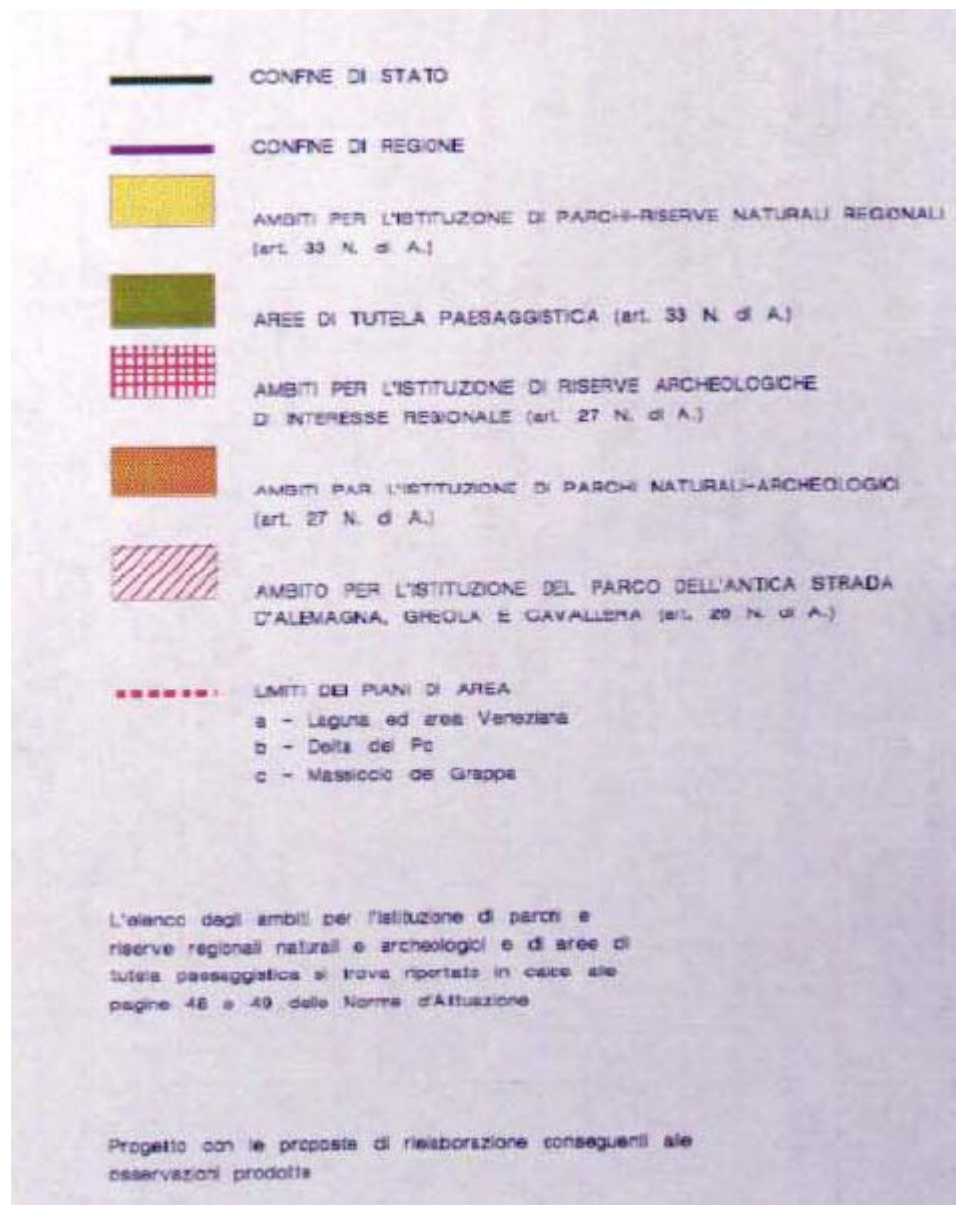 CONFINE DI STATO
CONFINE DI REGIONE
AMBITI PER L'ISTITUZIONE DI PARCHI-RISERVE NATURALI REGIONALI
(art. 33 N. di A.)
AREE DI TUTELA PAESAGGISTICA (art. 33 N. di A.)
AMBITI PER L'ISTITUZIONE DI RISERVE ARCHEOLOGICHE
DI INTERESSE REGIONALE (art. 27 N. di A.)
AMBITI PAR L'ISTITUZIONE DI PARCHI NATURALI-ARCHEOLOGICI
(art. 27 N. di A.)
AMBITO PER L'ISTITUZIONE DEL PARCO DELL'ANTICA STRADA
D'ALEMAGNA, GREOLA E CAVALLERA (art. N. di A.)
LIMITI DEI PIANI DI AREA
a - Laguna ed area Veneziana
b - Delta del Po
c - Massiccio del Grappa
L'elenco degli ambiti per l'istituzione di parchi e
riserve regionali naturali e archeologici e di aree di
tutela paesaggistica si trova riportato in calce alle
pagine 48 e 49 delle Norme d'Attuazione
Progetto con le proposte di rielaborazione conseguenti alle
osservazioni prodotte